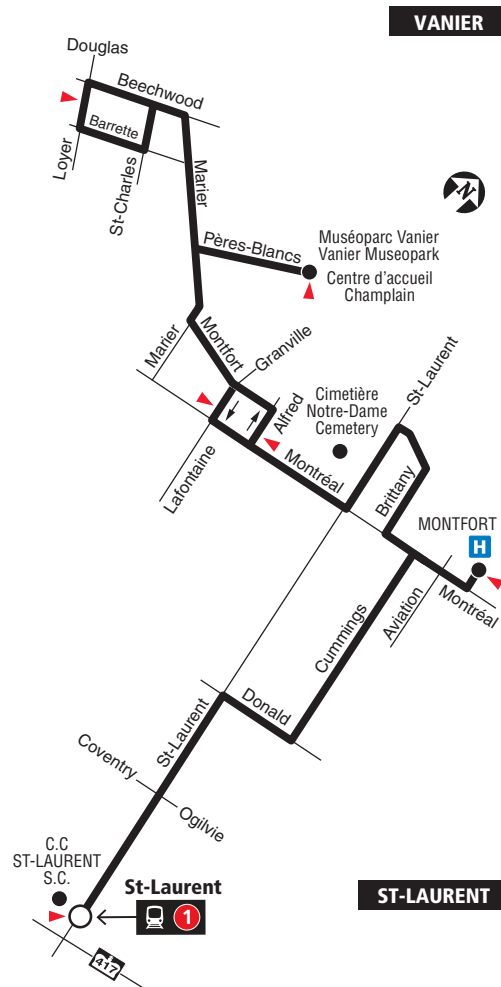 VANIER
Douglas
Beechwood
Barrette
Loyer
St-Charles
Marier
N
Pères-Blancs
Muséoparc Vanier
Vanier Museopark
Centre d'accueil
Champlain
Marier
Montfort
Granville
St-Laurent
Alfred
Cimetière
Notre-Dame
Cemetery
Lafontaine
Montréal
Brittany
MONTFORT
H
Montréal
Aviation
Cummings
Donald
St-Laurent
Coventry
Ogilvie
C.C
ST-LAURENT
S.C.
St-Laurent
1
ST-LAURENT
417